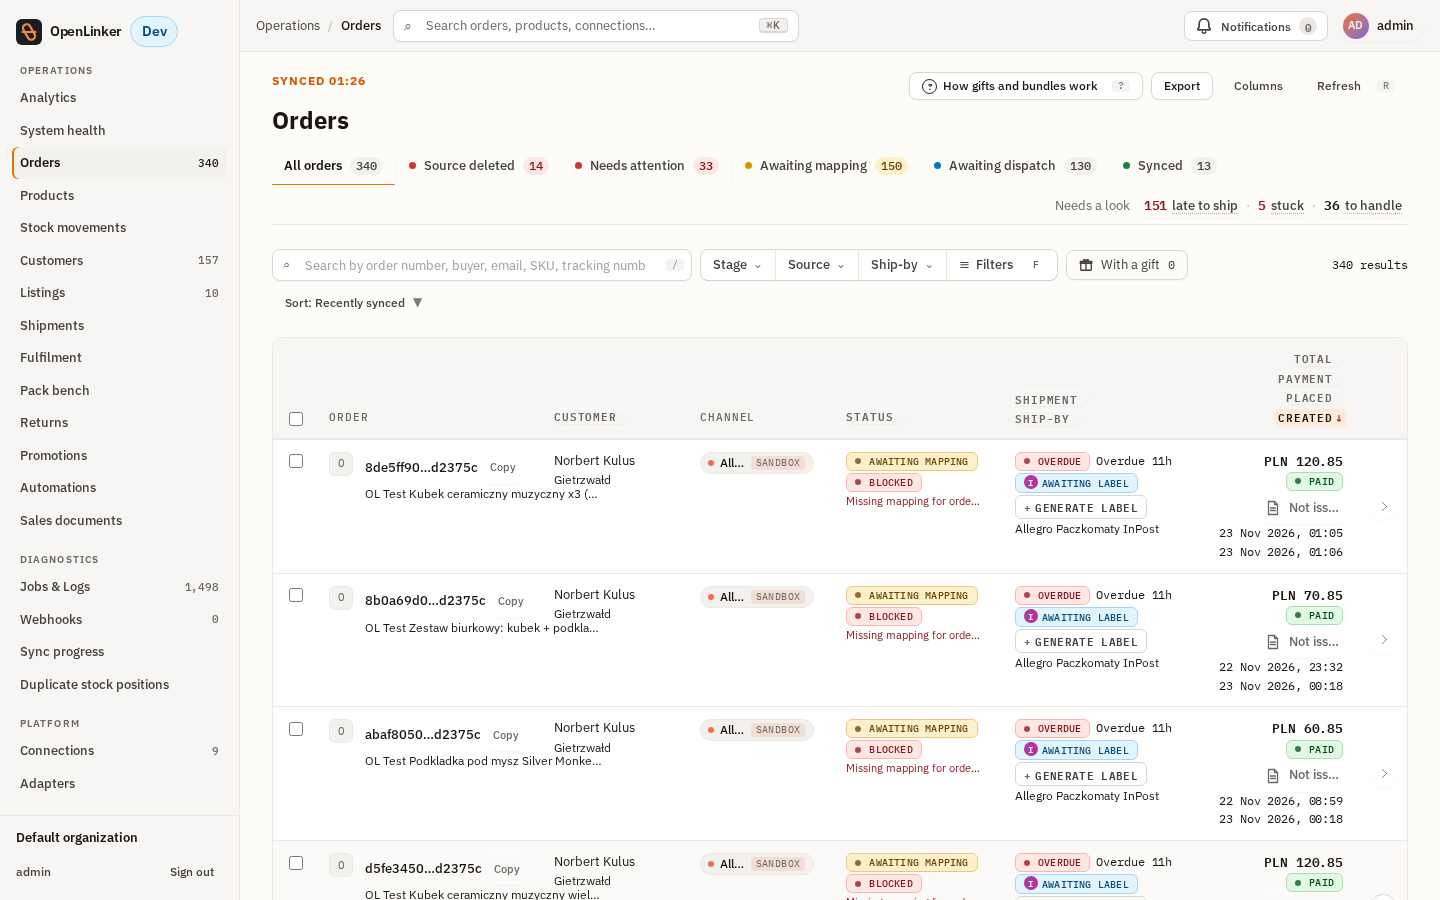 OpenLinker Dev
OPERATIONS
Analytics
System health
Orders 340
Products
Stock movements
Customers 157
Listings 10
Shipments
Fulfilment
Pack bench
Returns
Promotions
Automations
Sales documents
DIAGNOSTICS
Jobs & Logs 1,498
Webhooks 0
Sync progress
Duplicate stock positions
PLATFORM
Connections 9
Adapters
Default organization
admin Sign out
Operations / Orders
Search orders, products, connections... ⌘K
Notifications 0
AD admin
SYNCED 01:26
Orders
? How gifts and bundles work ?
Export
Columns
Refresh R
All orders 340
Source deleted 14
Needs attention 33
Awaiting mapping 150
Awaiting dispatch 130
Synced 13
Needs a look 151 late to ship · 5 stuck · 36 to handle
Search by order number, buyer, email, SKU, tracking numb /
Stage
Source
Ship-by
Filters F
With a gift 0
340 results
Sort: Recently synced ▼
ORDER
CUSTOMER
CHANNEL
STATUS
SHIPMENT
SHIP-BY
TOTAL
PAYMENT
PLACED
CREATED ↓
O 8de5ff90…d2375c Copy
OL Test Kubek ceramiczny muzyczny x3 (…
Norbert Kulus
Gietrzwałd
All… SANDBOX
AWAITING MAPPING
BLOCKED
Missing mapping for orde…
OVERDUE Overdue 11h
I AWAITING LABEL
+ GENERATE LABEL
Allegro Paczkomaty InPost
PLN 120.85
PAID
Not iss…
23 Nov 2026, 01:05
23 Nov 2026, 01:06
O 8b0a69d0…d2375c Copy
OL Test Zestaw biurkowy: kubek + podkla…
Norbert Kulus
Gietrzwałd
All… SANDBOX
AWAITING MAPPING
BLOCKED
Missing mapping for orde…
OVERDUE Overdue 11h
I AWAITING LABEL
+ GENERATE LABEL
Allegro Paczkomaty InPost
PLN 70.85
PAID
Not iss…
22 Nov 2026, 23:32
23 Nov 2026, 00:18
O abaf8050…d2375c Copy
OL Test Podkladka pod mysz Silver Monke…
Norbert Kulus
Gietrzwałd
All… SANDBOX
AWAITING MAPPING
BLOCKED
Missing mapping for orde…
OVERDUE Overdue 11h
I AWAITING LABEL
+ GENERATE LABEL
Allegro Paczkomaty InPost
PLN 60.85
PAID
Not iss…
22 Nov 2026, 08:59
23 Nov 2026, 00:18
O d5fe3450…d2375c Copy
OL Test Kubek ceramiczny muzyczny wiel…
Norbert Kulus
Gietrzwałd
All… SANDBOX
AWAITING MAPPING
BLOCKED
OVERDUE Overdue 11h
I AWAITING LABEL
PLN 120.85
PAID